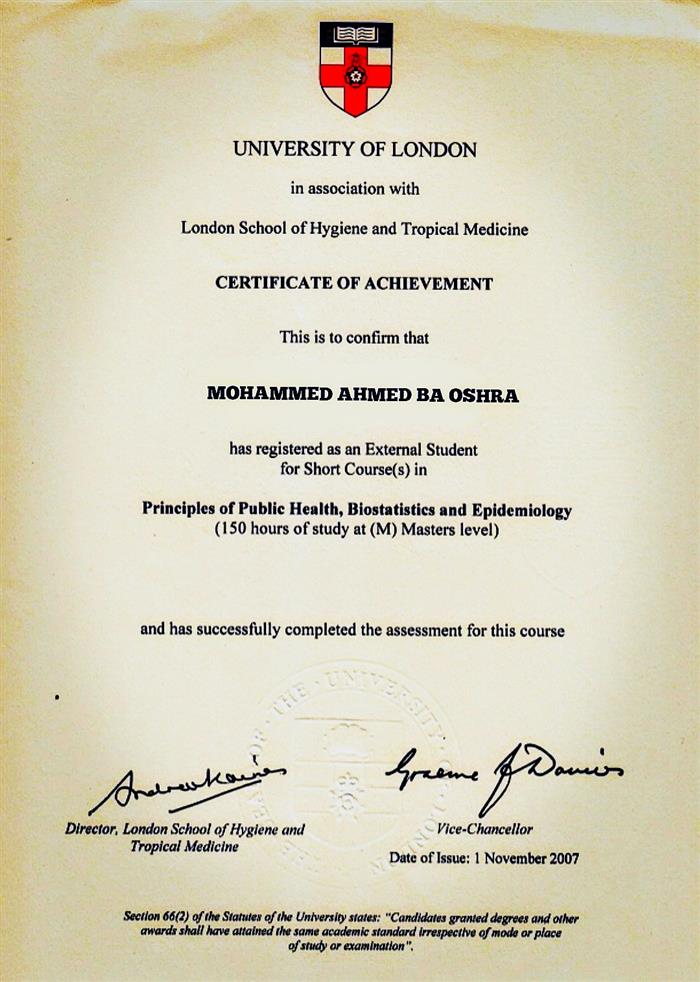 UNIVERSITY OF LONDON
in association with
London School of Hygiene and Tropical Medicine
CERTIFICATE OF ACHIEVEMENT
This is to confirm that
MOHAMMED AHMED BA OSHRA
has registered as an External Student
for Short Course(s) in
Principles of Public Health, Biostatistics and Epidemiology
(150 hours of study at (M) Masters level)
and has successfully completed the assessment for this course
THE · UNIVERSITY
Graeme J Davies
Director, London School of Hygiene and
Tropical Medicine
Vice-Chancellor
Date of Issue: 1 November 2007
Section 66(2) of the Statutes of the University states: "Candidates granted degrees and other
awards shall have attained the same academic standard irrespective of mode or place
of study or examination".